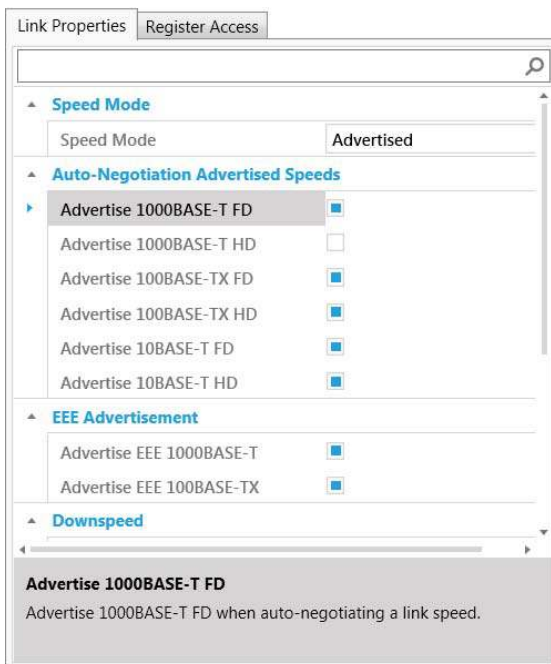 Link Properties Register Access
Speed Mode
Speed Mode Advertised
Auto-Negotiation Advertised Speeds
Advertise 1000BASE-T FD
Advertise 1000BASE-T HD
Advertise 100BASE-TX FD
Advertise 100BASE-TX HD
Advertise 10BASE-T FD
Advertise 10BASE-T HD
EEE Advertisement
Advertise EEE 1000BASE-T
Advertise EEE 100BASE-TX
Downspeed
Advertise 1000BASE-T FD
Advertise 1000BASE-T FD when auto-negotiating a link speed.